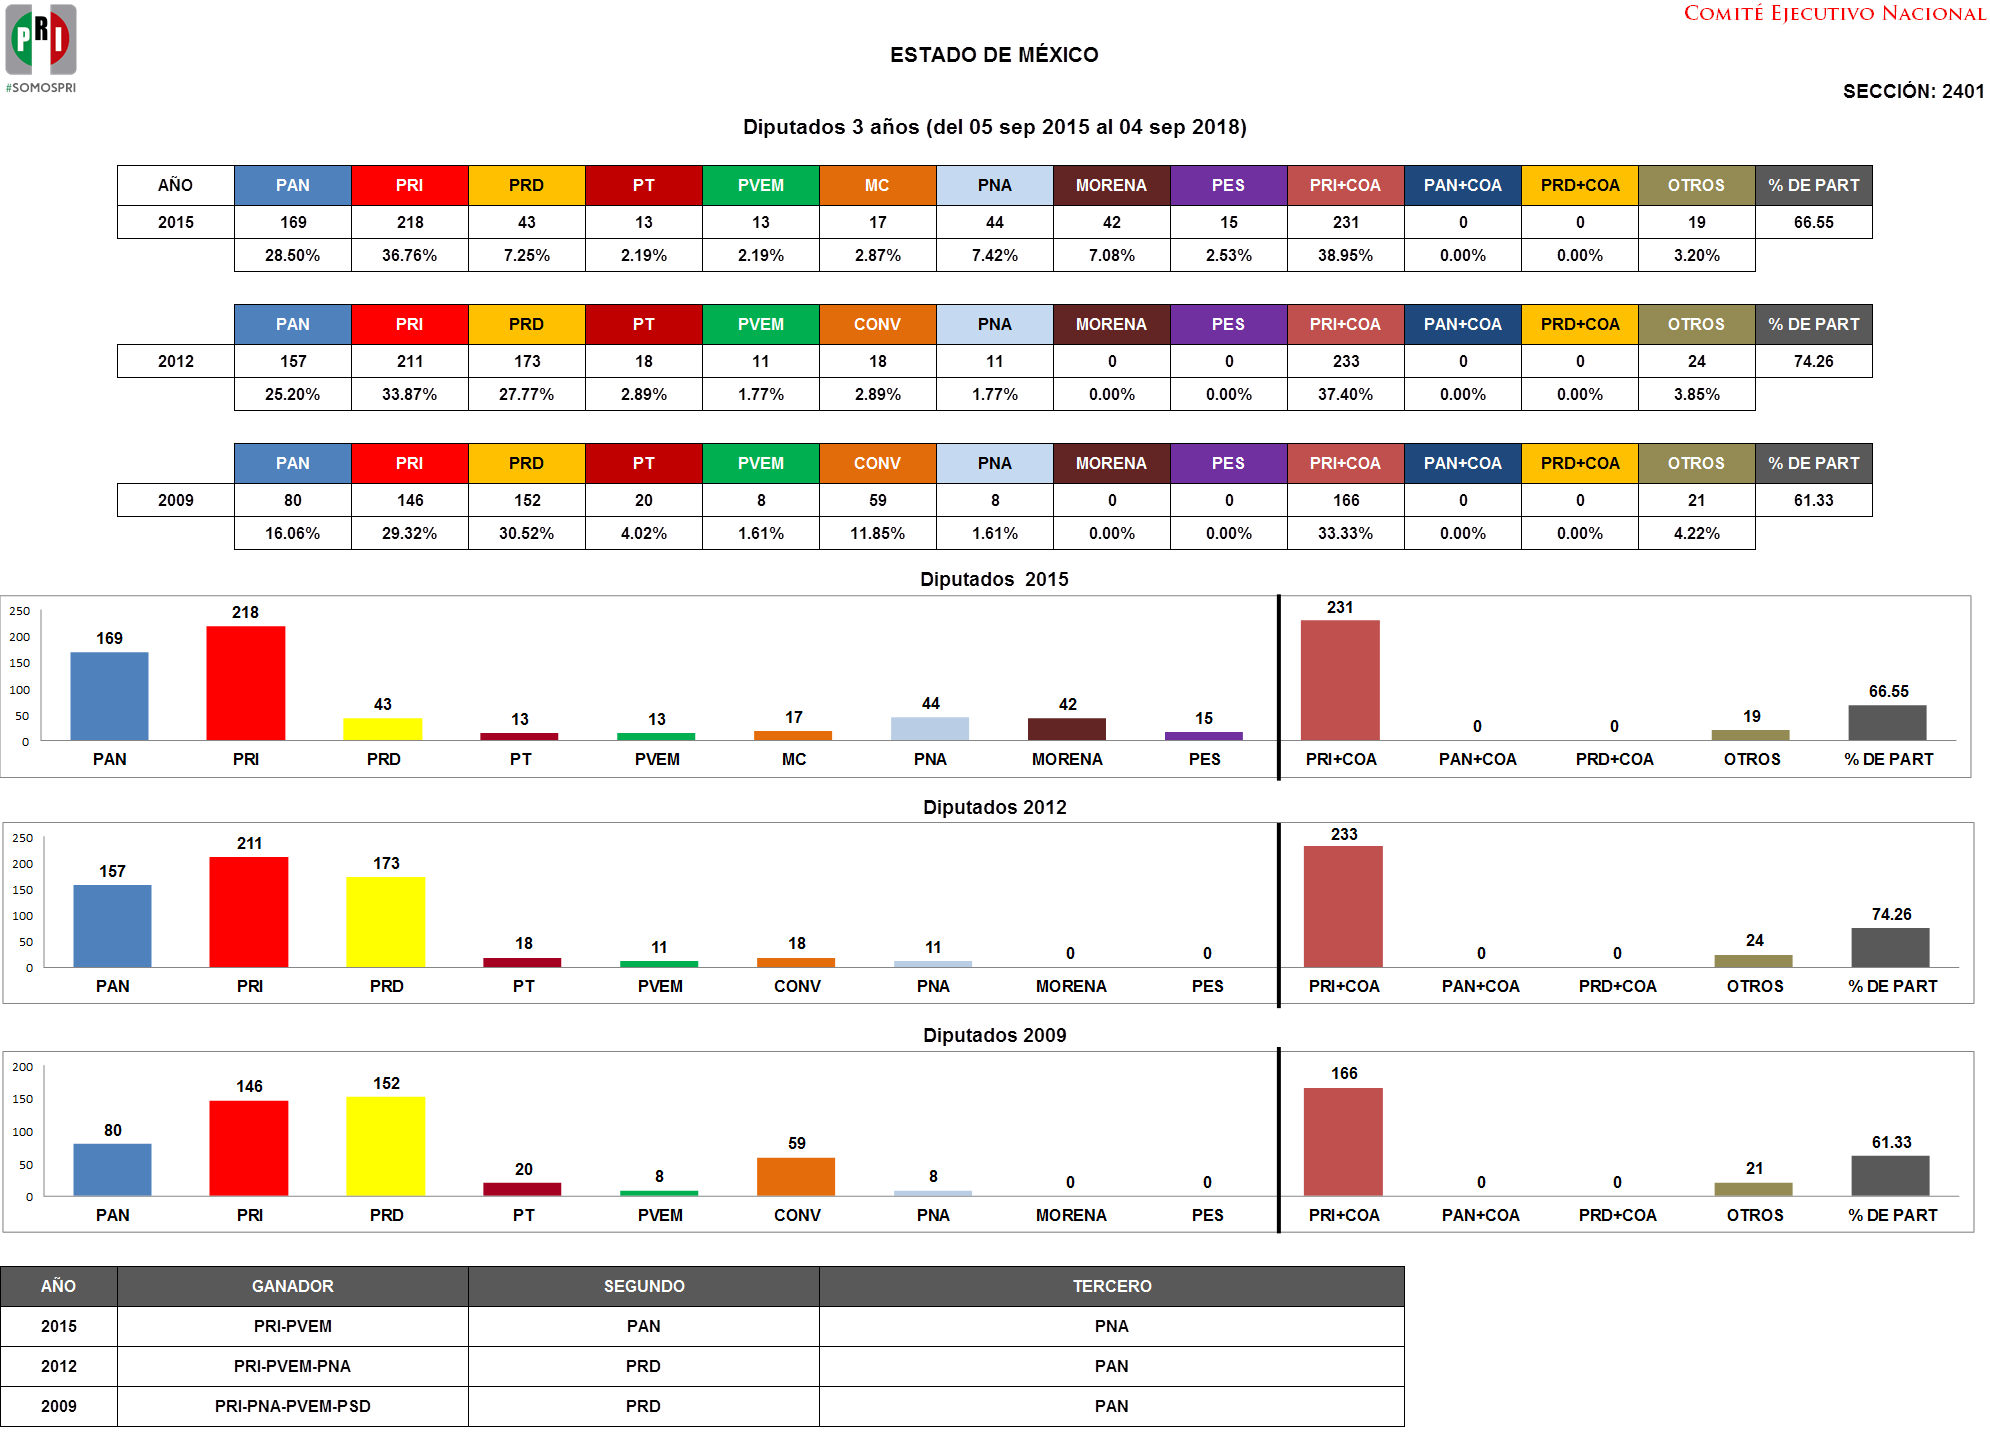 PRI
#SOMOSPRI
COMITÉ EJECUTIVO NACIONAL
ESTADO DE MÉXICO
SECCIÓN: 2401
Diputados 3 años (del 05 sep 2015 al 04 sep 2018)
AÑO PAN PRI PRD PT PVEM MC PNA MORENA PES PRI+COA PAN+COA PRD+COA OTROS % DE PART
2015 169 218 43 13 13 17 44 42 15 231 0 0 19 66.55
28.50% 36.76% 7.25% 2.19% 2.19% 2.87% 7.42% 7.08% 2.53% 38.95% 0.00% 0.00% 3.20%
PAN PRI PRD PT PVEM CONV PNA MORENA PES PRI+COA PAN+COA PRD+COA OTROS % DE PART
2012 157 211 173 18 11 18 11 0 0 233 0 0 24 74.26
25.20% 33.87% 27.77% 2.89% 1.77% 2.89% 1.77% 0.00% 0.00% 37.40% 0.00% 0.00% 3.85%
PAN PRI PRD PT PVEM CONV PNA MORENA PES PRI+COA PAN+COA PRD+COA OTROS % DE PART
2009 80 146 152 20 8 59 8 0 0 166 0 0 21 61.33
16.06% 29.32% 30.52% 4.02% 1.61% 11.85% 1.61% 0.00% 0.00% 33.33% 0.00% 0.00% 4.22%
Diputados 2015
250
200
150
100
50
0
169 218 43 13 13 17 44 42 15 231 0 0 19 66.55
PAN PRI PRD PT PVEM MC PNA MORENA PES PRI+COA PAN+COA PRD+COA OTROS % DE PART
Diputados 2012
250
200
150
100
50
0
157 211 173 18 11 18 11 0 0 233 0 0 24 74.26
PAN PRI PRD PT PVEM CONV PNA MORENA PES PRI+COA PAN+COA PRD+COA OTROS % DE PART
Diputados 2009
200
150
100
50
0
80 146 152 20 8 59 8 0 0 166 0 0 21 61.33
PAN PRI PRD PT PVEM CONV PNA MORENA PES PRI+COA PAN+COA PRD+COA OTROS % DE PART
AÑO GANADOR SEGUNDO TERCERO
2015 PRI-PVEM PAN PNA
2012 PRI-PVEM-PNA PRD PAN
2009 PRI-PNA-PVEM-PSD PRD PAN